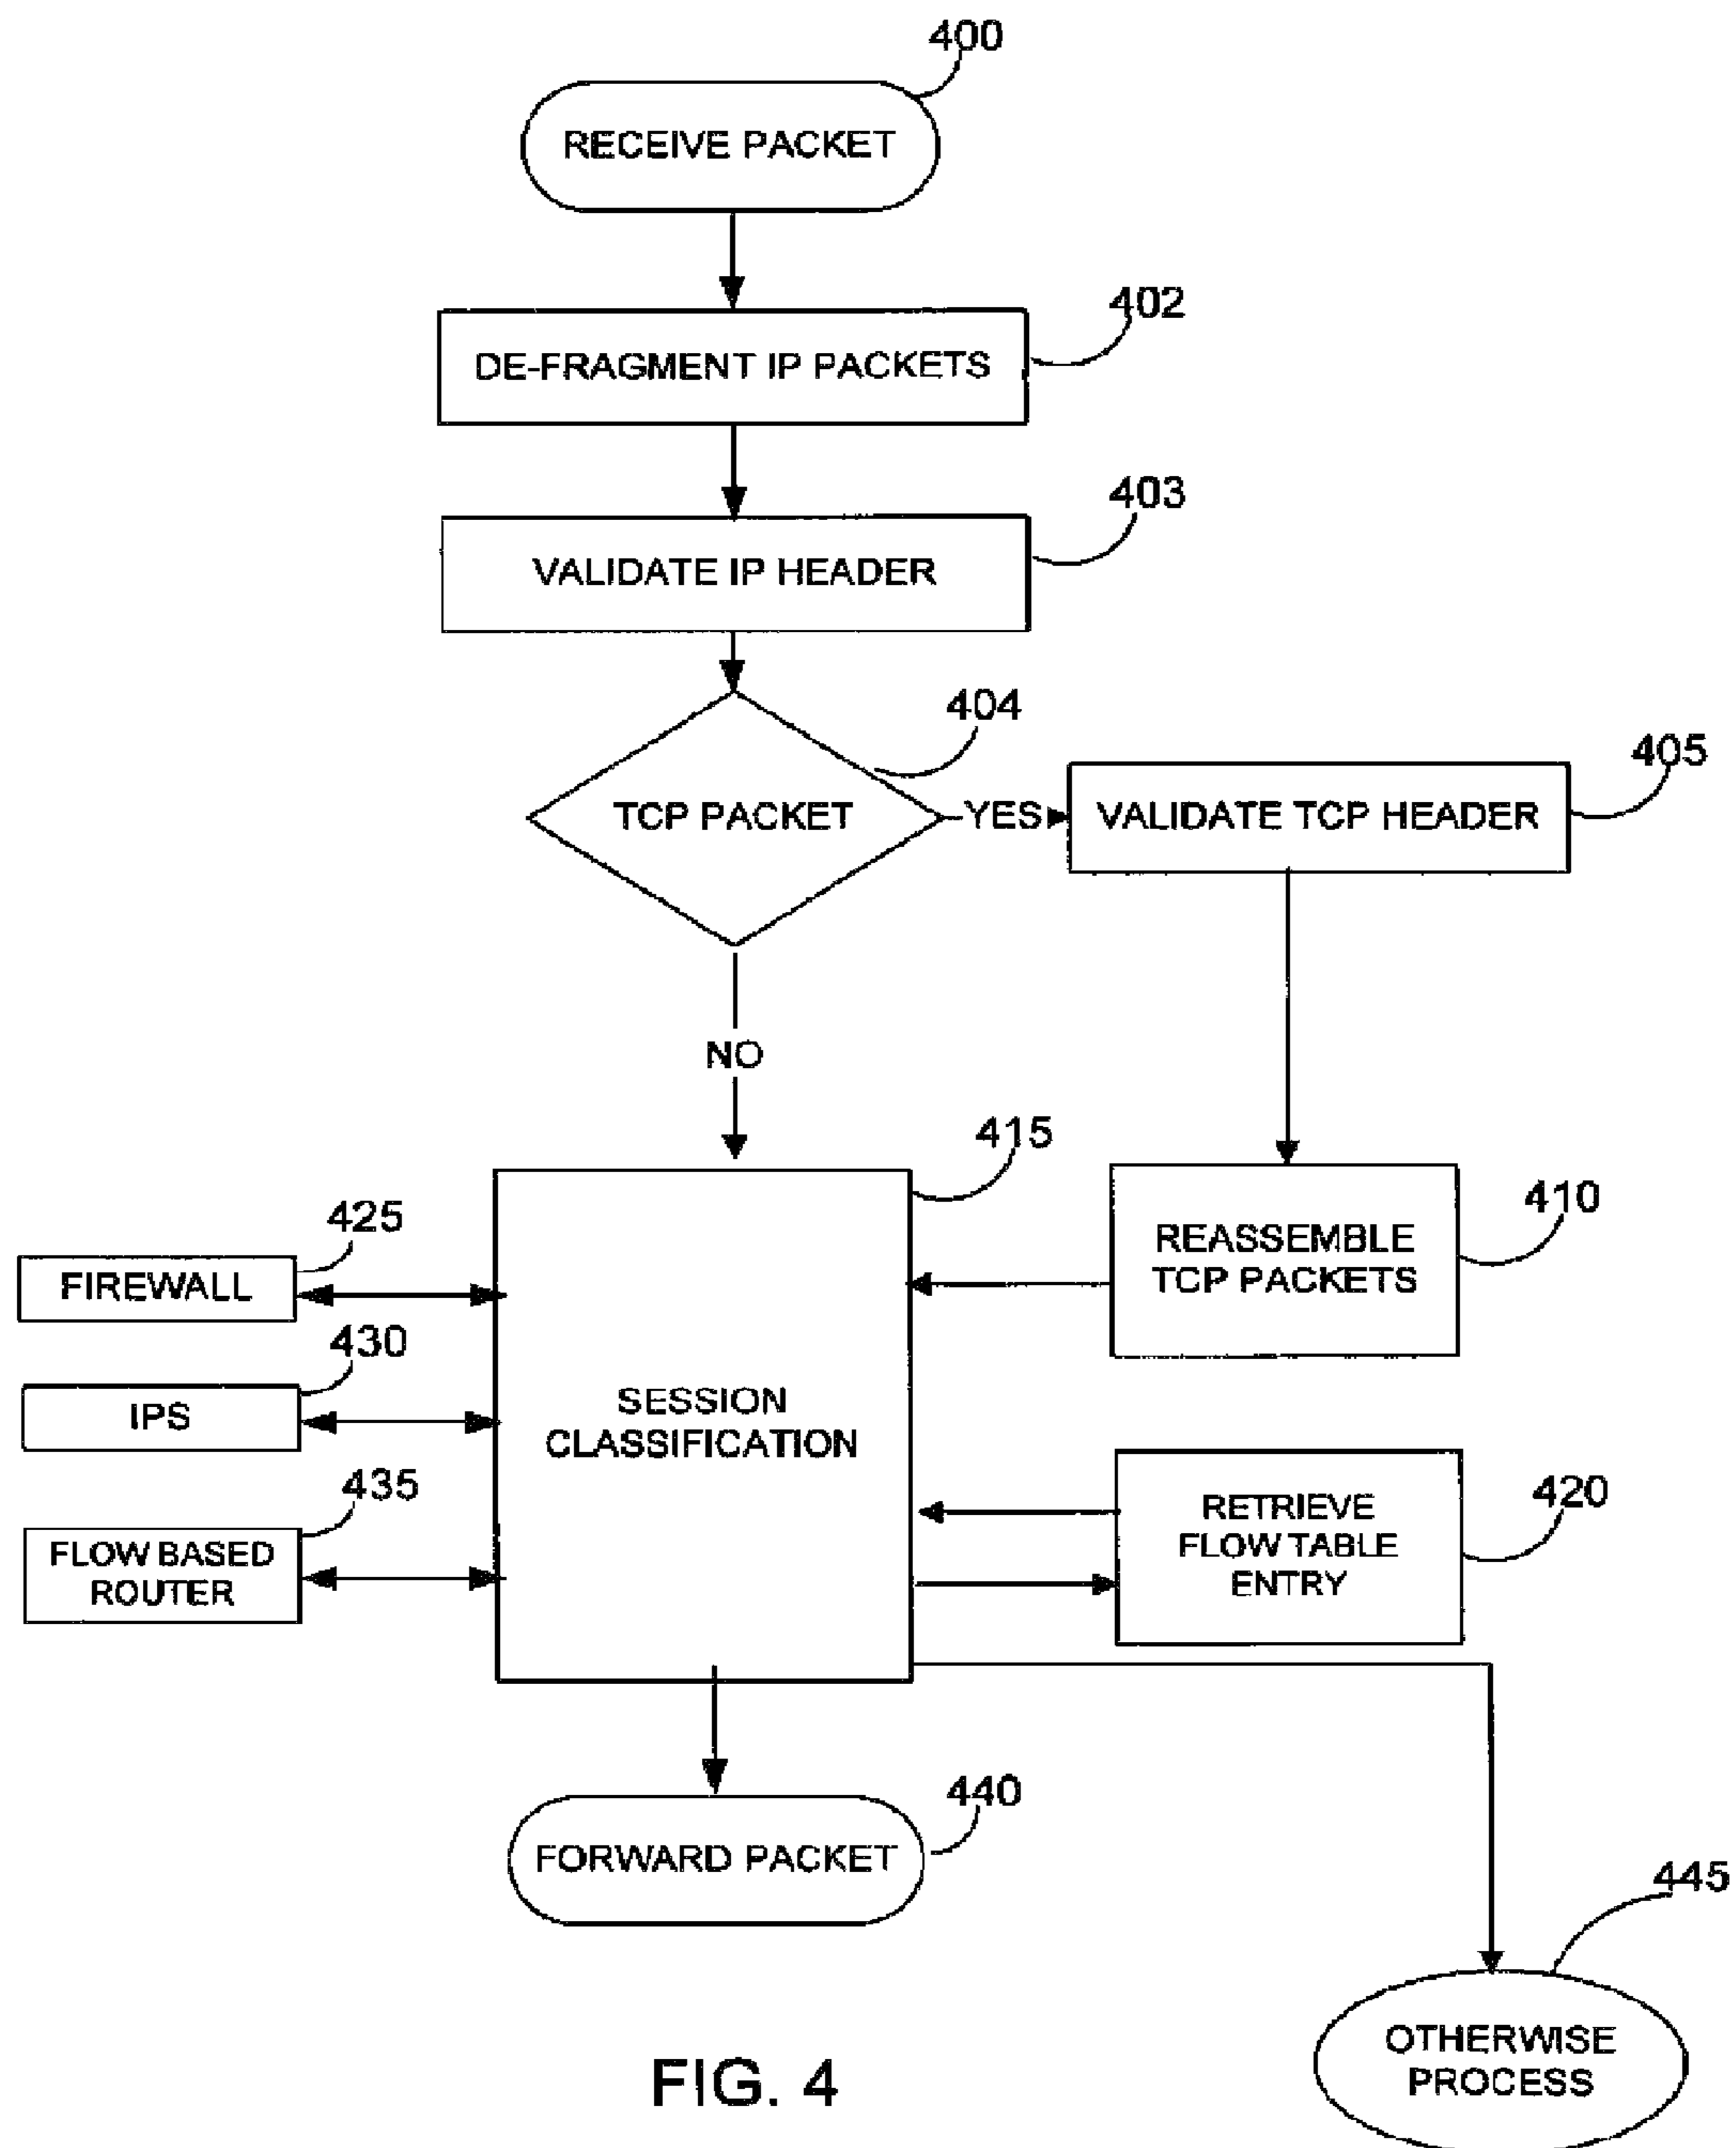 400
RECEIVE PACKET
402
DE-FRAGMENT IP PACKETS
403
VALIDATE IP HEADER
404
TCP PACKET
YES
405
VALIDATE TCP HEADER
NO
415
410
REASSEMBLE
TCP PACKETS
425
FIREWALL
430
IPS
SESSION
CLASSIFICATION
435
FLOW BASED
ROUTER
420
RETRIEVE
FLOW TABLE
ENTRY
440
FORWARD PACKET
445
OTHERWISE
PROCESS
FIG. 4